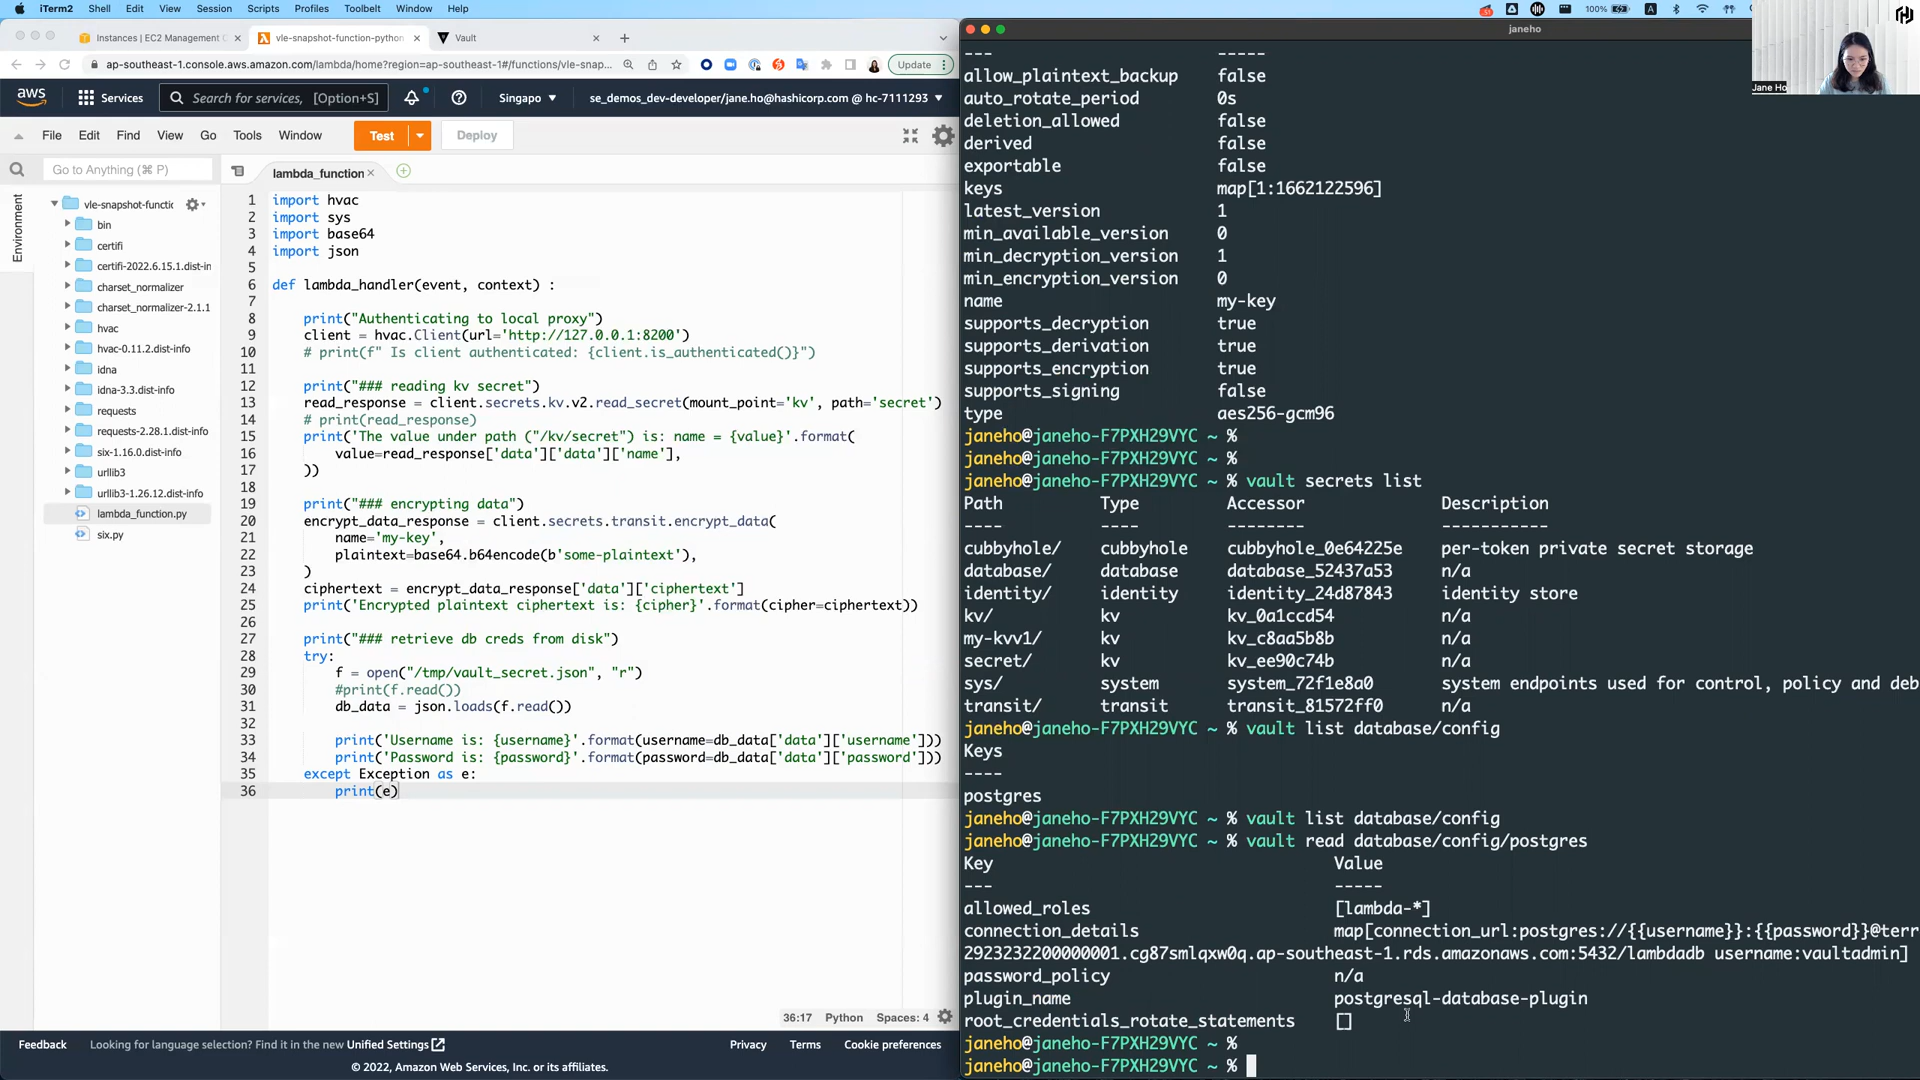 iTerm2 Shell Edit View Session Scripts Profiles Toolbelt Window Help
100%
Instances | EC2 Management C
vle-snapshot-function-python
Vault
ap-southeast-1.console.aws.amazon.com/lambda/home?region=ap-southeast-1#/functions/vle-snap...
Update
aws
Services
Search for services, [Option+S]
Singapo
se_demos_dev-developer/jane.ho@hashicorp.com @ hc-7111293
File Edit Find View Go Tools Window
Test
Deploy
Go to Anything (⌘ P)
Environment
vle-snapshot-functic
bin
certifi
certifi-2022.6.15.1.dist-in
charset_normalizer
charset_normalizer-2.1.1
hvac
hvac-0.11.2.dist-info
idna
idna-3.3.dist-info
requests
requests-2.28.1.dist-info
six-1.16.0.dist-info
urllib3
urllib3-1.26.12.dist-info
lambda_function.py
six.py
lambda_function
1 import hvac
2 import sys
3 import base64
4 import json
5
6 def lambda_handler(event, context) :
7
8 print("Authenticating to local proxy")
9 client = hvac.Client(url='http://127.0.0.1:8200')
10 # print(f" Is client authenticated: {client.is_authenticated()}")
11
12 print("### reading kv secret")
13 read_response = client.secrets.kv.v2.read_secret(mount_point='kv', path='secret')
14 # print(read_response)
15 print('The value under path ("/kv/secret") is: name = {value}'.format(
16 value=read_response['data']['data']['name'],
17 ))
18
19 print("### encrypting data")
20 encrypt_data_response = client.secrets.transit.encrypt_data(
21 name='my-key',
22 plaintext=base64.b64encode(b'some-plaintext'),
23 )
24 ciphertext = encrypt_data_response['data']['ciphertext']
25 print('Encrypted plaintext ciphertext is: {cipher}'.format(cipher=ciphertext))
26
27 print("### retrieve db creds from disk")
28 try:
29 f = open("/tmp/vault_secret.json", "r")
30 #print(f.read())
31 db_data = json.loads(f.read())
32
33 print('Username is: {username}'.format(username=db_data['data']['username']))
34 print('Password is: {password}'.format(password=db_data['data']['password']))
35 except Exception as e:
36 print(e)
36:17 Python Spaces: 4
Feedback
Looking for language selection? Find it in the new Unified Settings
Privacy Terms Cookie preferences
© 2022, Amazon Web Services, Inc. or its affiliates.
janeho
Jane Ho
--- -----
allow_plaintext_backup false
auto_rotate_period 0s
deletion_allowed false
derived false
exportable false
keys map[1:1662122596]
latest_version 1
min_available_version 0
min_decryption_version 1
min_encryption_version 0
name my-key
supports_decryption true
supports_derivation true
supports_encryption true
supports_signing false
type aes256-gcm96
janeho@janeho-F7PXH29VYC ~ %
janeho@janeho-F7PXH29VYC ~ %
janeho@janeho-F7PXH29VYC ~ % vault secrets list
Path Type Accessor Description
---- ---- -------- -----------
cubbyhole/ cubbyhole cubbyhole_0e64225e per-token private secret storage
database/ database database_52437a53 n/a
identity/ identity identity_24d87843 identity store
kv/ kv kv_0a1ccd54 n/a
my-kvv1/ kv kv_c8aa5b8b n/a
secret/ kv kv_ee90c74b n/a
sys/ system system_72f1e8a0 system endpoints used for control, policy and deb
transit/ transit transit_81572ff0 n/a
janeho@janeho-F7PXH29VYC ~ % vault list database/config
Keys
----
postgres
janeho@janeho-F7PXH29VYC ~ % vault list database/config
janeho@janeho-F7PXH29VYC ~ % vault read database/config/postgres
Key Value
--- -----
allowed_roles [lambda-*]
connection_details map[connection_url:postgres://{{username}}:{{password}}@terr
2923232200000001.cg87smlqxw0q.ap-southeast-1.rds.amazonaws.com:5432/lambdadb username:vaultadmin]
password_policy n/a
plugin_name postgresql-database-plugin
root_credentials_rotate_statements []
janeho@janeho-F7PXH29VYC ~ %
janeho@janeho-F7PXH29VYC ~ %